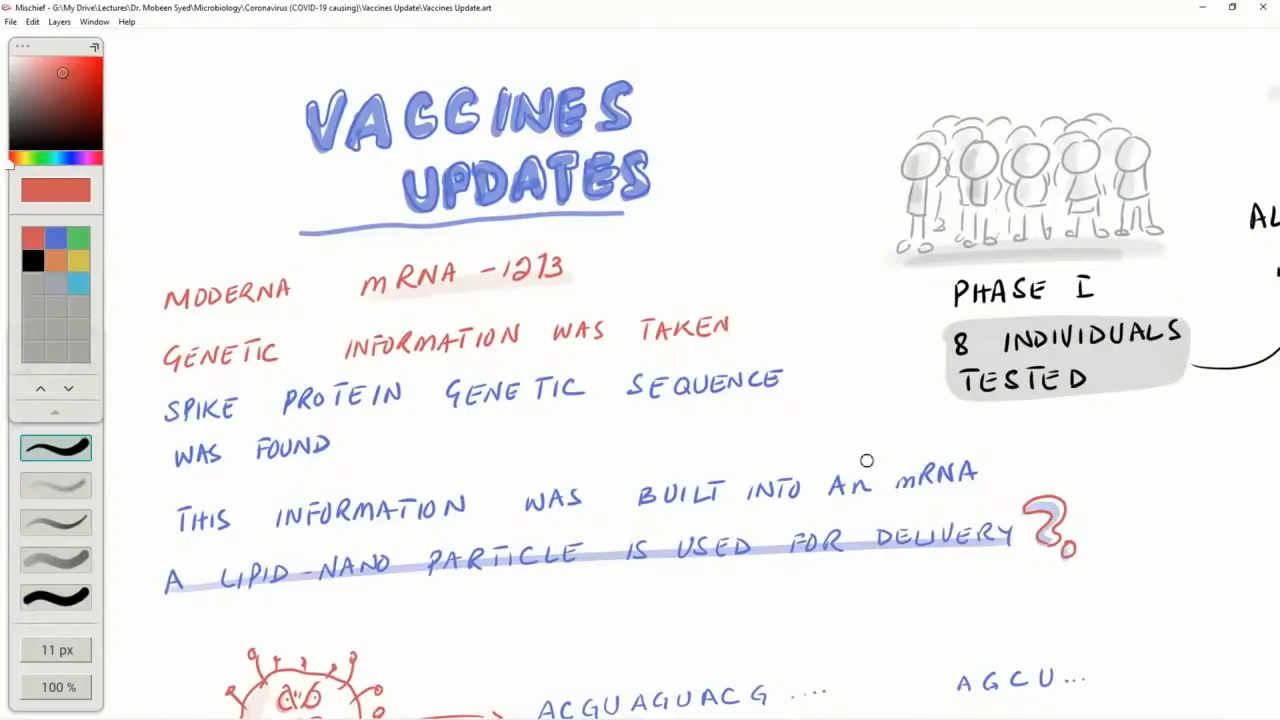 Mischief - G:\My Drive\Lectures\Dr. Mobeen Syed\Microbiology\Coronavirus (COVID-19 causing)\Vaccines Update\Vaccines Update.art
File Edit Layers Window Help
VACCINES
UPDATES
MODERNA mRNA -1273
GENETIC INFORMATION WAS TAKEN
SPIKE PROTEIN GENETIC SEQUENCE
WAS FOUND
THIS INFORMATION WAS BUILT INTO AN mRNA
A LIPID-NANO PARTICLE IS USED FOR DELIVERY ?
PHASE I
8 INDIVIDUALS
TESTED
AL
11 px
100 %
ACGUAGUACG ....
AGCU...